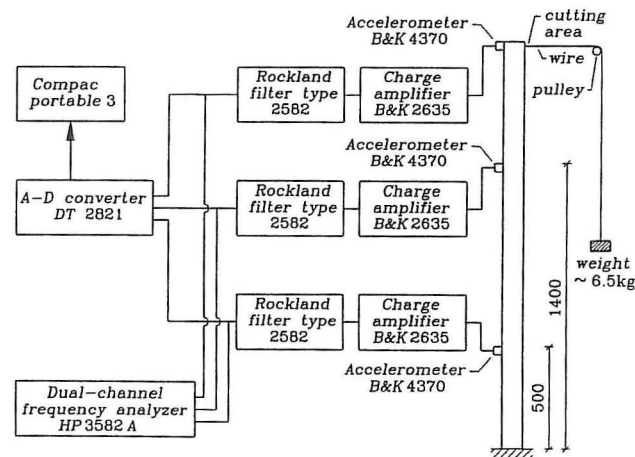 Accelerometer
B&K 4370
cutting
area
wire
pulley
Compac
portable 3
Rockland
filter type
2582
Charge
amplifier
B&K 2635
Accelerometer
B&K 4370
A-D converter
DT 2821
Rockland
filter type
2582
Charge
amplifier
B&K 2635
weight
~ 6.5kg
1400
Rockland
filter type
2582
Charge
amplifier
B&K 2635
Accelerometer
B&K 4370
500
Dual-channel
frequency analyzer
HP 3582 A